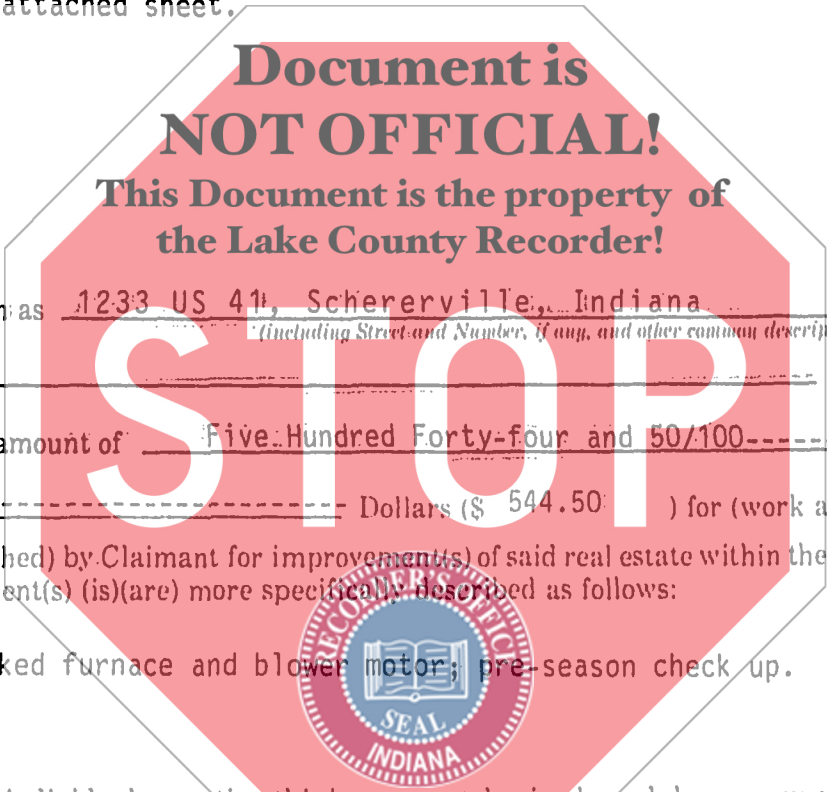 attached sheet.
Document is
NOT OFFICIAL!
This Document is the property of
the Lake County Recorder!
as 1233 US 41, Schererville, Indiana
(including Street and Number, if any, and other common descrip
STOP
amount of Five Hundred Forty-four and 50/100-----
------------------------- Dollars ($ 544.50 ) for (work a
hed) by Claimant for improvement(s) of said real estate within the
ent(s) (is)(are) more specifically described as follows:
RECORDER'S OFFICE
ked furnace and blower motor; pre-season check up.
SEAL
INDIANA